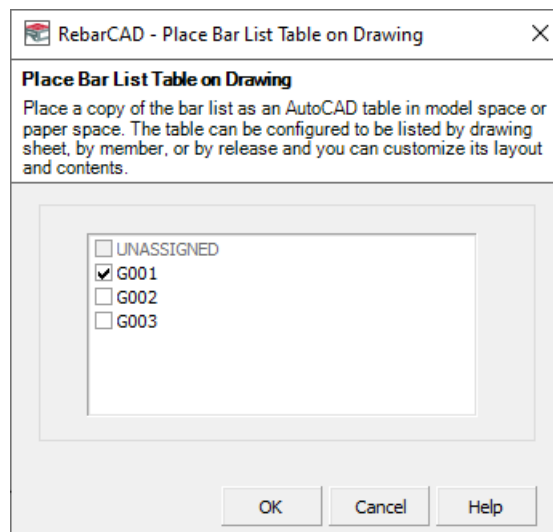 RebarCAD - Place Bar List Table on Drawing
Place Bar List Table on Drawing
Place a copy of the bar list as an AutoCAD table in model space or
paper space. The table can be configured to be listed by drawing
sheet, by member, or by release and you can customize its layout
and contents.
UNASSIGNED
G001
G002
G003
OK Cancel Help